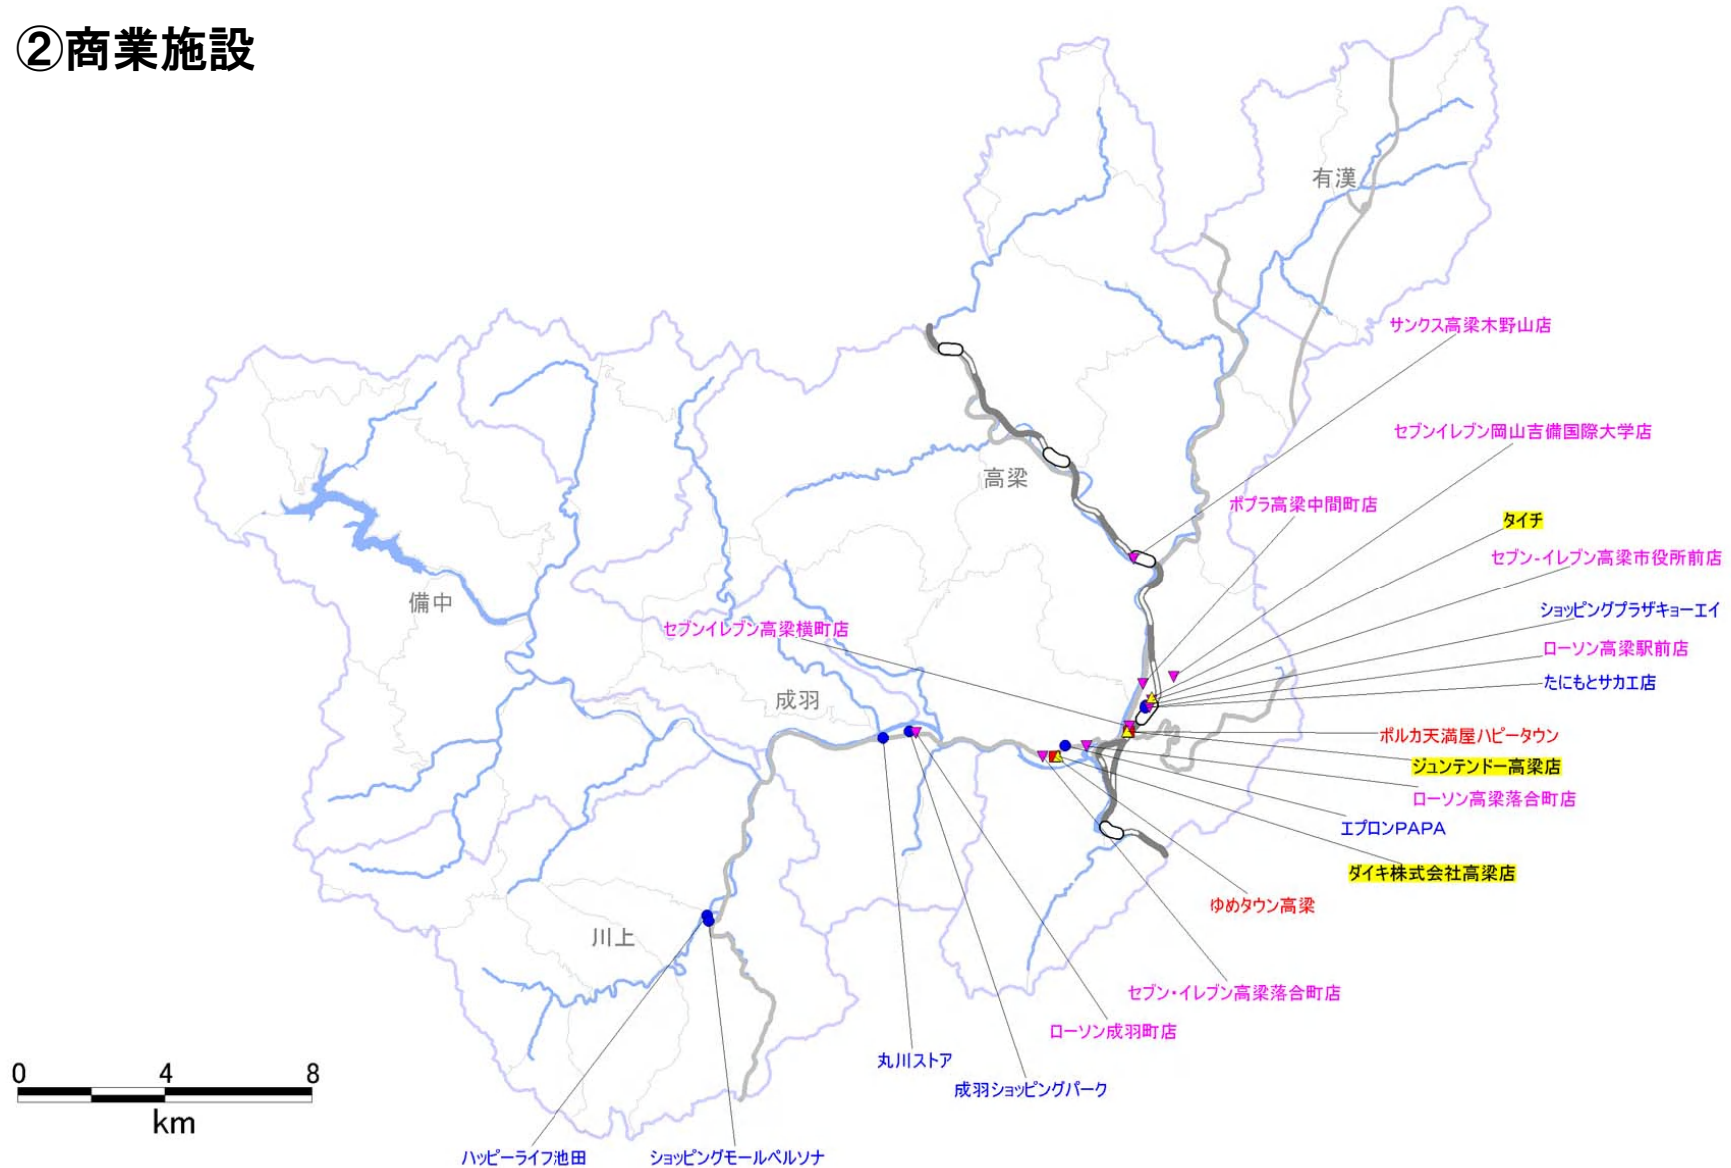 ②商業施設
有漢
サンクス高梁木野山店
セブンイレブン岡山吉備国際大学店
高梁
ポプラ高梁中間町店
タイチ
セブン-イレブン高梁市役所前店
備中
ショッピングプラザキョーエイ
セブンイレブン高梁横町店
ローソン高梁駅前店
たにもとサカエ店
成羽
ポルカ天満屋ハピータウン
ジュンテンドー高梁店
ローソン高梁落合町店
エプロンPAPA
ダイキ株式会社高梁店
ゆめタウン高梁
川上
セブン・イレブン高梁落合町店
ローソン成羽町店
丸川ストア
成羽ショッピングパーク
0 4 8
km
ハッピーライフ池田
ショッピングモールペルソナ